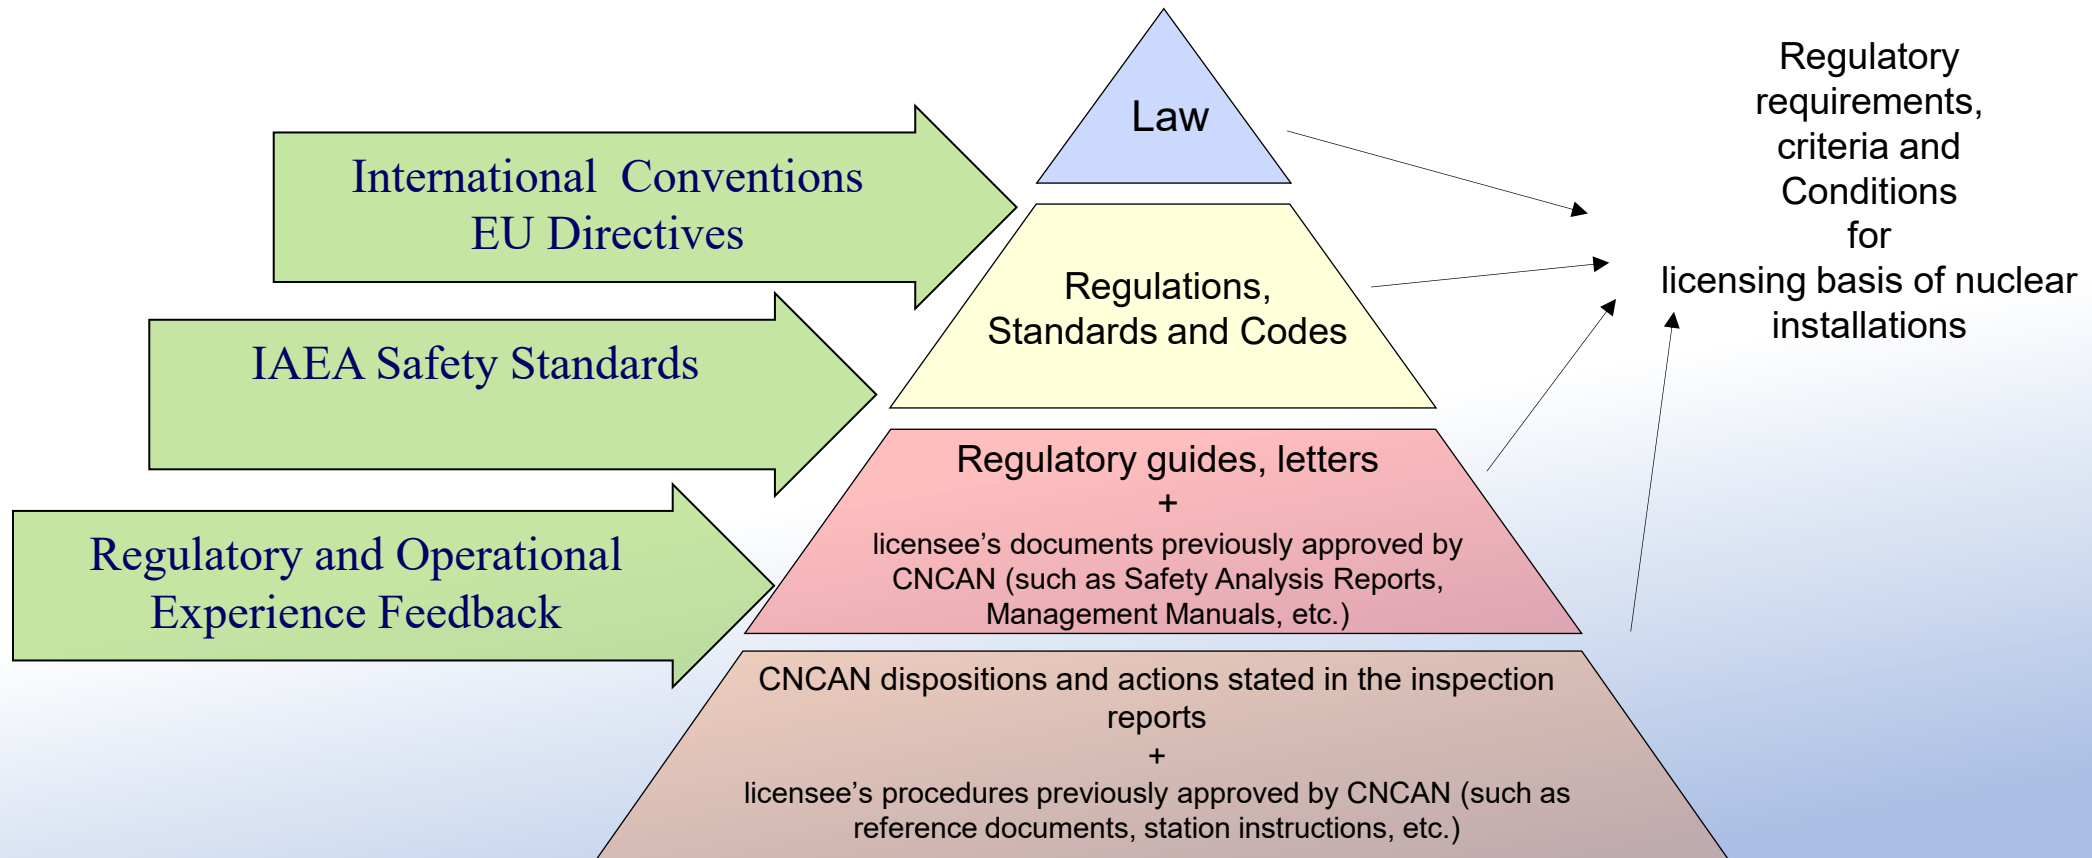 Law
Regulatory
requirements,
criteria and
Conditions
for
licensing basis of nuclear
installations
International  Conventions
EU Directives
Regulations,
Standards and Codes
IAEA Safety Standards
Regulatory guides, letters
+
licensee’s documents previously approved by
CNCAN (such as Safety Analysis Reports,
Management Manuals, etc.)
Regulatory and Operational
Experience Feedback
CNCAN dispositions and actions stated in the inspection
reports
+
licensee’s procedures previously approved by CNCAN (such as
reference documents, station instructions, etc.)